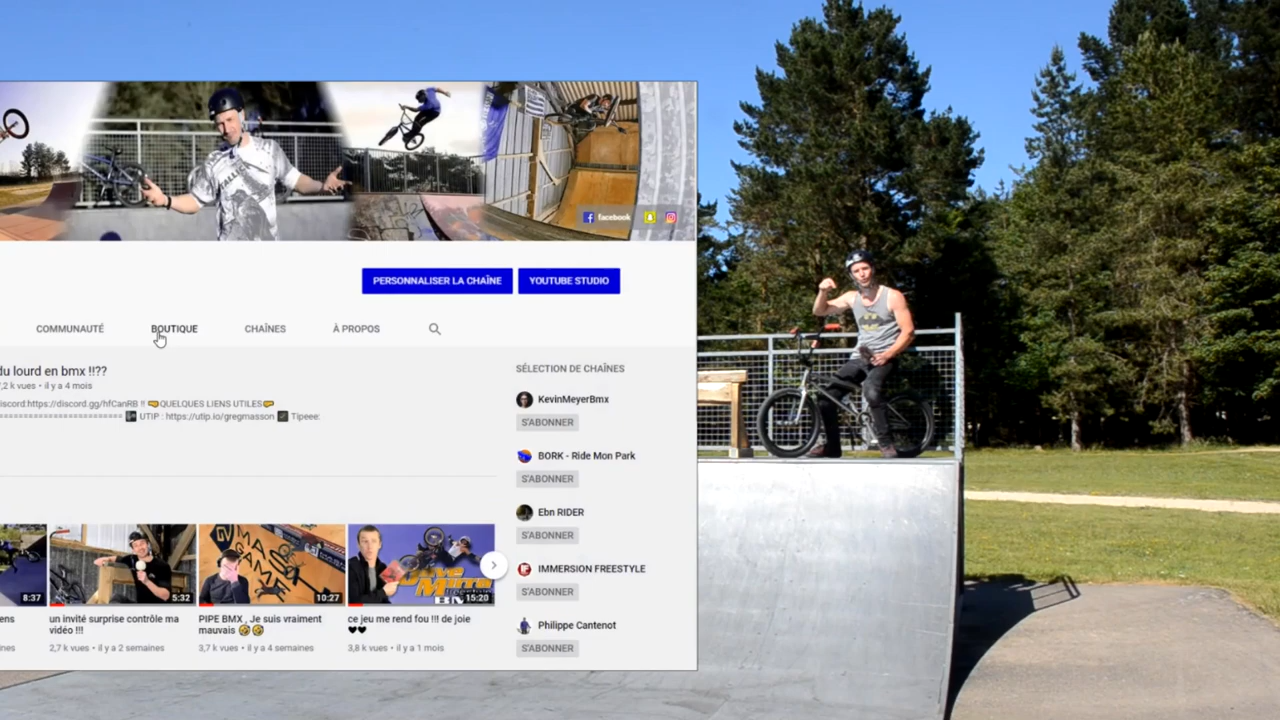 METALLICA
facebook
PERSONNALISER LA CHAÎNE
YOUTUBE STUDIO
COMMUNAUTÉ
BOUTIQUE
CHAÎNES
À PROPOS
du lourd en bmx !!??
,2 k vues • il y a 4 mois
iscord:https://discord.gg/hfCanRB !! 🤜QUELQUES LIENS UTILES🤛
======================== UTIP : https://utip.io/gregmasson Tipeee:
SÉLECTION DE CHAÎNES
KevinMeyerBmx
S'ABONNER
BORK - Ride Mon Park
S'ABONNER
Ebn RIDER
S'ABONNER
IMMERSION FREESTYLE
S'ABONNER
Philippe Cantenot
S'ABONNER
8:37
5:32
10:27
15:20
ens
un invité surprise contrôle ma
vidéo !!!
PIPE BMX , Je suis vraiment
mauvais 🤣🤣
ce jeu me rend fou !!! de joie
🖤🖤
nes
2,7 k vues • il y a 2 semaines
3,7 k vues • il y a 4 semaines
3,8 k vues • il y a 1 mois